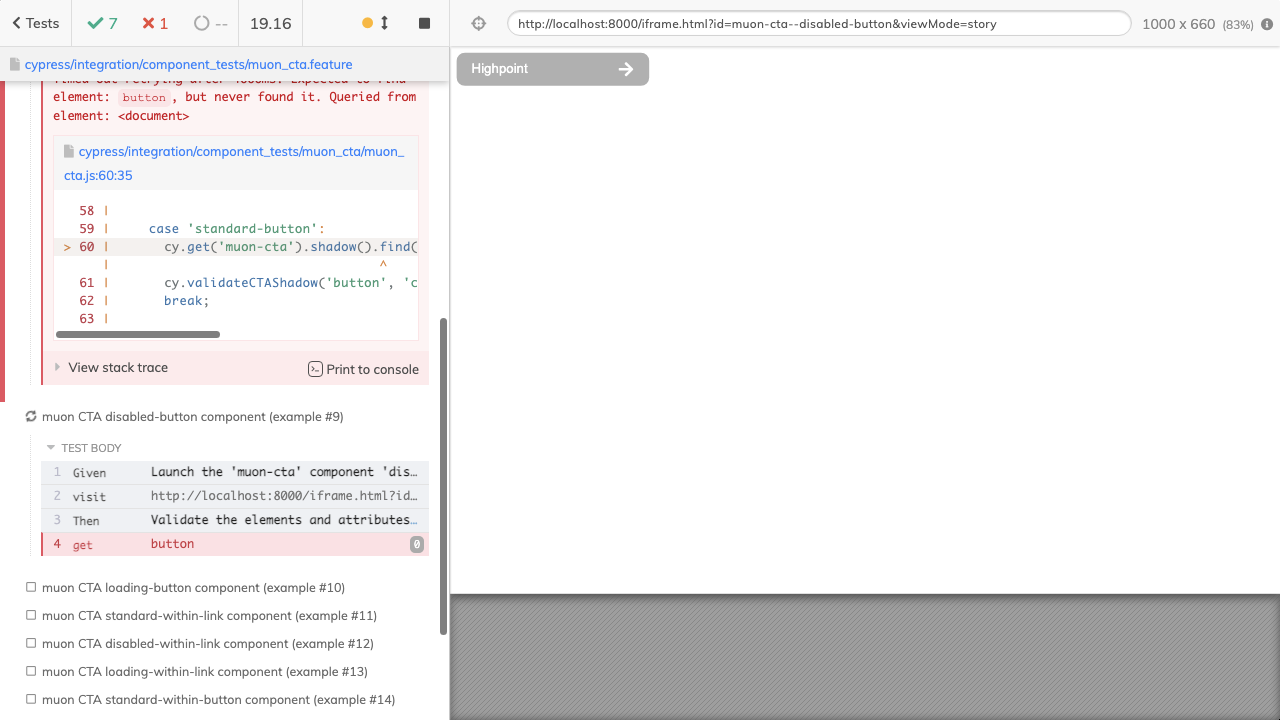 Tests
7
1
--
19.16
http://localhost:8000/iframe.html?id=muon-cta--disabled-button&viewMode=story
1000 x 660 (83%)
cypress/integration/component_tests/muon_cta.feature
element: button, but never found it. Queried from
element: <document>
cypress/integration/component_tests/muon_cta/muon_
cta.js:60:35
58 |
59 | case 'standard-button':
> 60 | cy.get('muon-cta').shadow().find(
| ^
61 | cy.validateCTAShadow('button', 'c
62 | break;
63 |
View stack trace
Print to console
muon CTA disabled-button component (example #9)
TEST BODY
1 Given Launch the 'muon-cta' component 'dis…
2 visit http://localhost:8000/iframe.html?id…
3 Then Validate the elements and attributes…
4 get button 0
muon CTA loading-button component (example #10)
muon CTA standard-within-link component (example #11)
muon CTA disabled-within-link component (example #12)
muon CTA loading-within-link component (example #13)
muon CTA standard-within-button component (example #14)
Highpoint